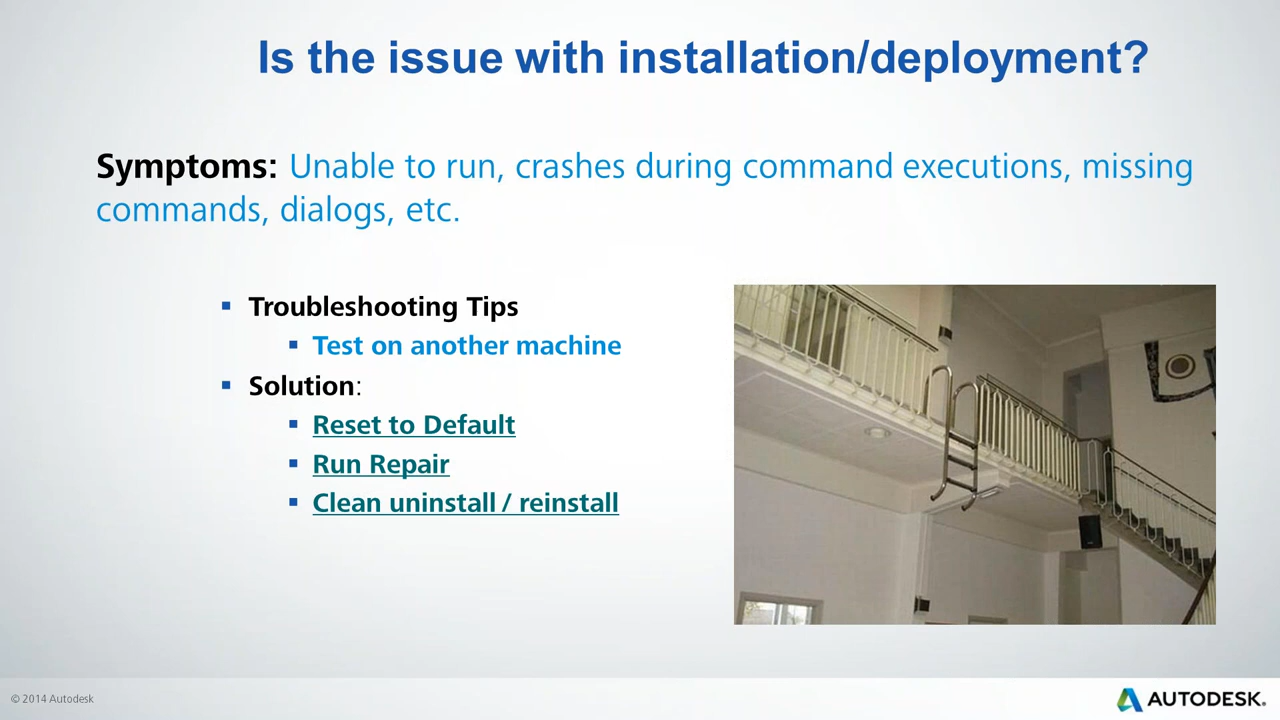 Is the issue with installation/deployment?
Symptoms: Unable to run, crashes during command executions, missing
commands, dialogs, etc.
▪ Troubleshooting Tips
▪ Test on another machine
▪ Solution:
▪ Reset to Default
▪ Run Repair
▪ Clean uninstall / reinstall
© 2014 Autodesk
AUTODESK.